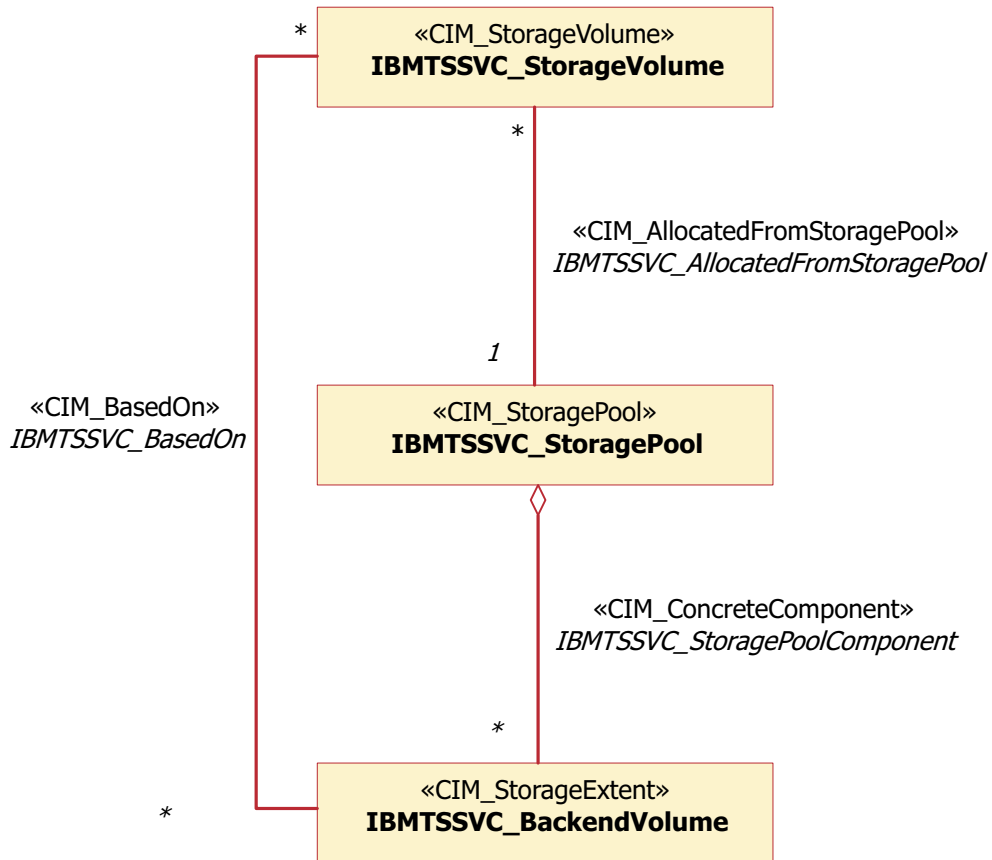 *
«CIM_StorageVolume»
IBMTSSVC_StorageVolume
*
«CIM_AllocatedFromStoragePool»
IBMTSSVC_AllocatedFromStoragePool
1
«CIM_BasedOn»
IBMTSSVC_BasedOn
«CIM_StoragePool»
IBMTSSVC_StoragePool
«CIM_ConcreteComponent»
IBMTSSVC_StoragePoolComponent
*
*
«CIM_StorageExtent»
IBMTSSVC_BackendVolume